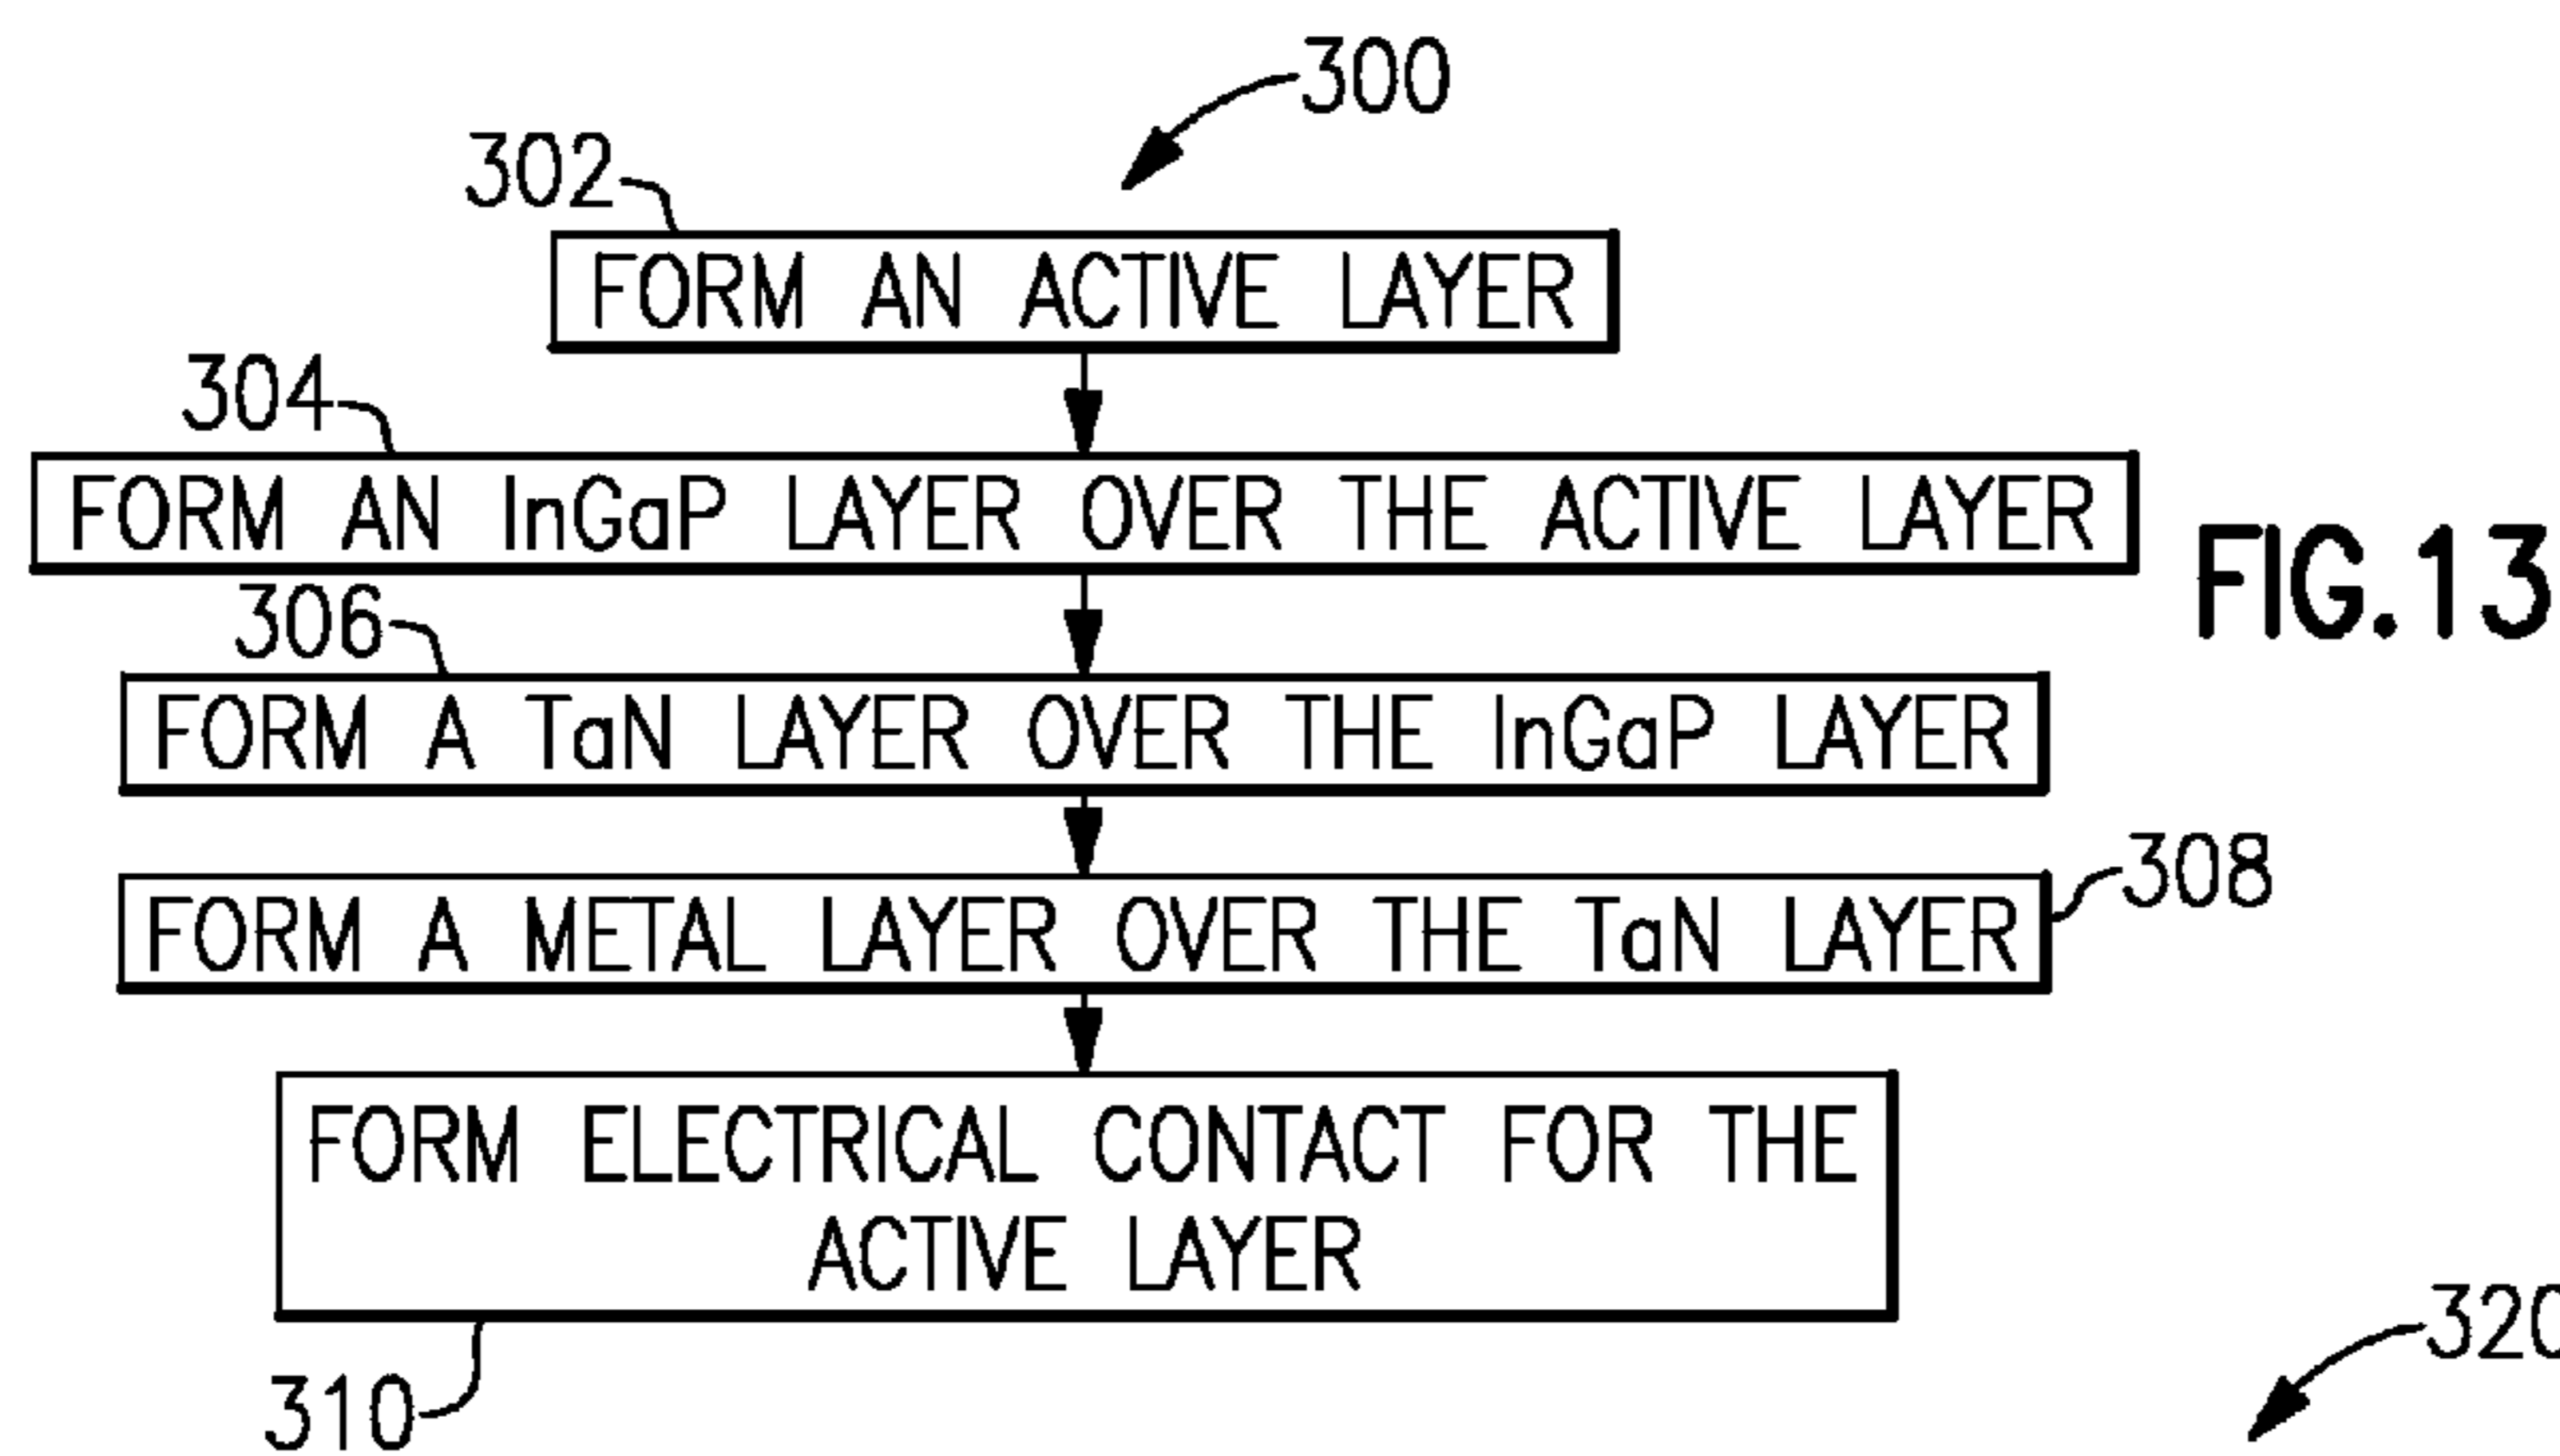 300
302
FORM AN ACTIVE LAYER
304
FORM AN InGaP LAYER OVER THE ACTIVE LAYER
FIG.13
306
FORM A TaN LAYER OVER THE InGaP LAYER
308
FORM A METAL LAYER OVER THE TaN LAYER
FORM ELECTRICAL CONTACT FOR THE
ACTIVE LAYER
310
320